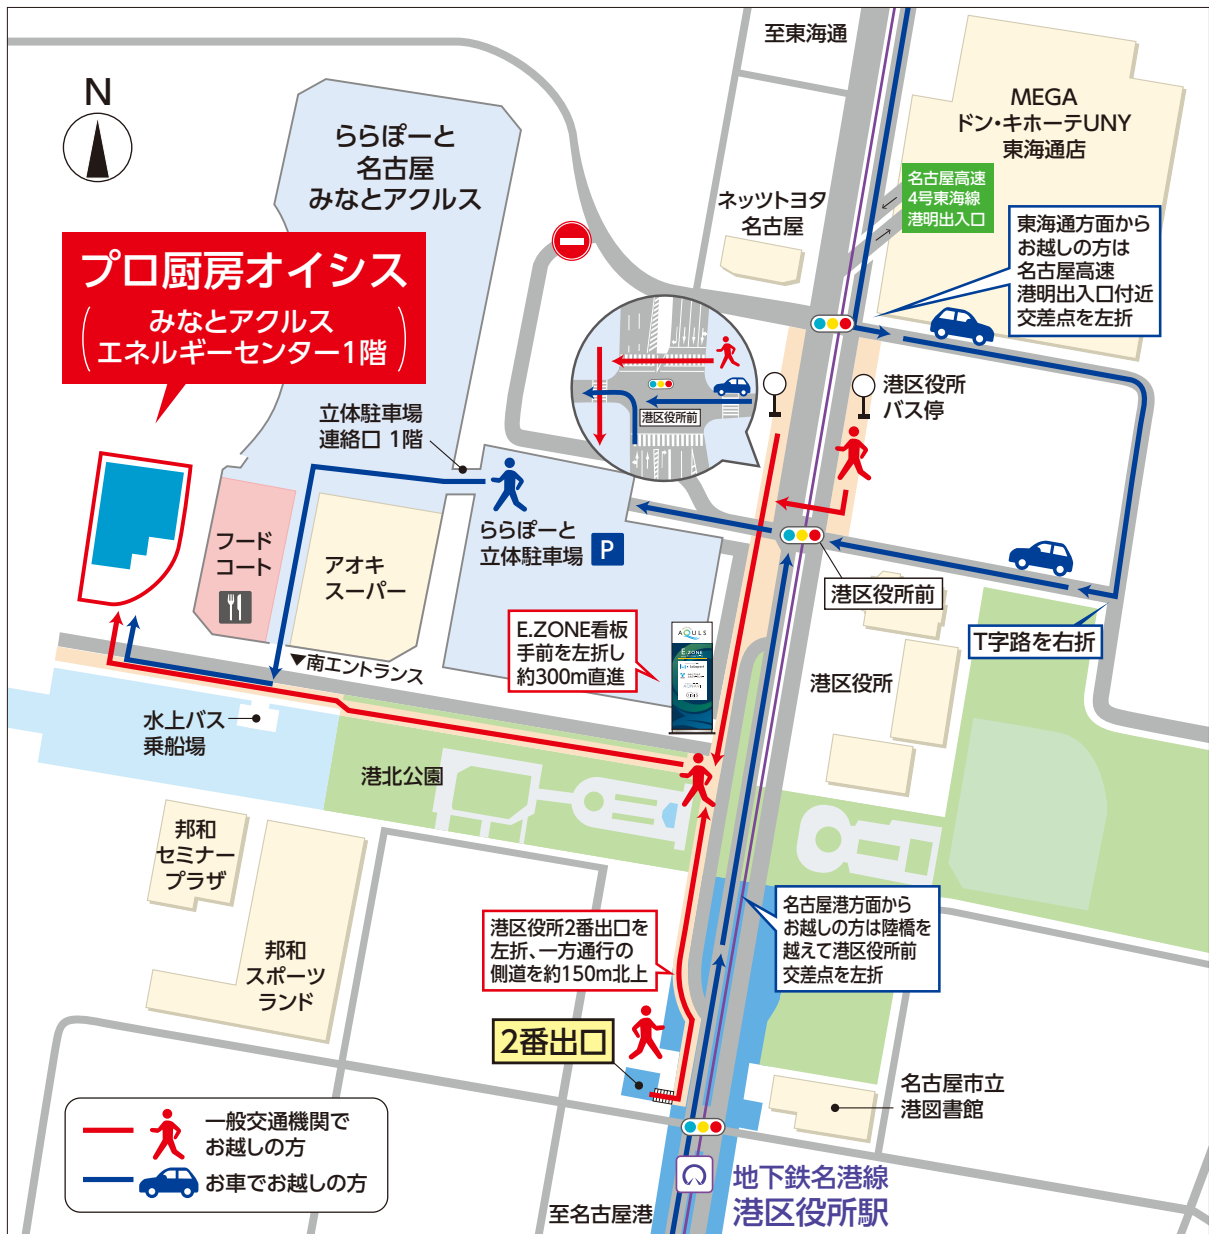 至東海通
N
MEGA
ドン・キホーテUNY
東海通店
ららぽーと
名古屋
みなとアクルス
名古屋高速
4号東海線
港明出入口
ネッツトヨタ
名古屋
東海通方面から
お越しの方は
名古屋高速
港明出入口付近
交差点を左折
プロ厨房オイシス
みなとアクルス
エネルギーセンター1階
港区役所
バス停
港区役所前
立体駐車場
連絡口 1階
ららぽーと
立体駐車場
P
フード
コート
アオキ
スーパー
港区役所前
E.ZONE看板
手前を左折し
約300m直進
AQULS
E.ZONE
T字路を右折
▼南エントランス
港区役所
水上バス
乗船場
港北公園
邦和
セミナー
プラザ
邦和
スポーツ
ランド
港区役所2番出口を
左折、一方通行の
側道を約150m北上
名古屋港方面から
お越しの方は陸橋を
越えて港区役所前
交差点を左折
2番出口
名古屋市立
港図書館
一般交通機関で
お越しの方
お車でお越しの方
地下鉄名港線
港区役所駅
至名古屋港